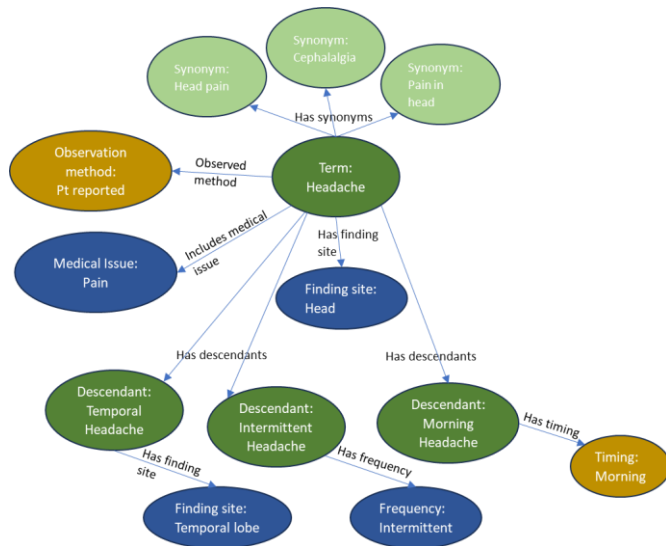 Synonym:
Cephalalgia
Synonym:
Head pain
Synonym:
Pain in
head
Has synonyms
Observation
method:
Pt reported
Observed
method
Term:
Headache
Includes medical
issue
Has finding
site
Medical Issue:
Pain
Finding site:
Head
Has descendants
Has descendants
Descendant:
Temporal
Headache
Descendant:
Intermittent
Headache
Descendant:
Morning
Headache
Has timing
Has finding
site
Has frequency
Timing:
Morning
Finding site:
Temporal lobe
Frequency:
Intermittent